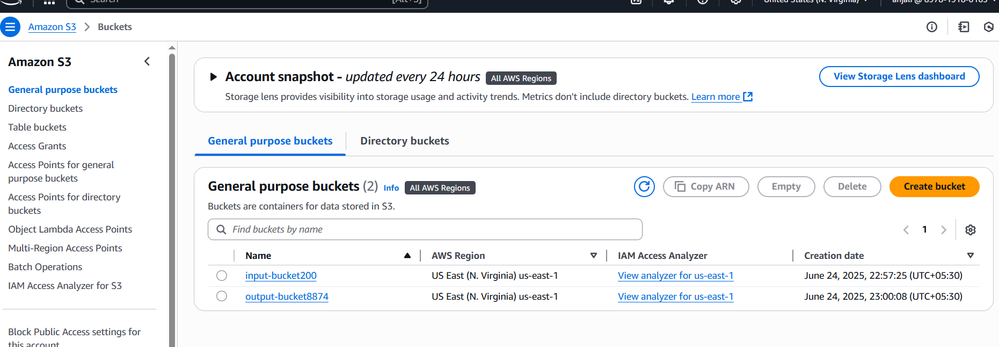 Search [Alt+S] United States (N. Virginia)
Amazon S3 > Buckets
Amazon S3
General purpose buckets
Directory buckets
Table buckets
Access Grants
Access Points for general
purpose buckets
Access Points for directory
buckets
Object Lambda Access Points
Multi-Region Access Points
Batch Operations
IAM Access Analyzer for S3
Block Public Access settings for
this account
Account snapshot - updated every 24 hours All AWS Regions
View Storage Lens dashboard
Storage lens provides visibility into storage usage and activity trends. Metrics don't include directory buckets. Learn more
General purpose buckets Directory buckets
General purpose buckets (2) Info All AWS Regions
Copy ARN Empty Delete Create bucket
Buckets are containers for data stored in S3.
Find buckets by name
1
Name AWS Region IAM Access Analyzer Creation date
input-bucket200 US East (N. Virginia) us-east-1 View analyzer for us-east-1 June 24, 2025, 22:57:25 (UTC+05:30)
output-bucket8874 US East (N. Virginia) us-east-1 View analyzer for us-east-1 June 24, 2025, 23:00:08 (UTC+05:30)